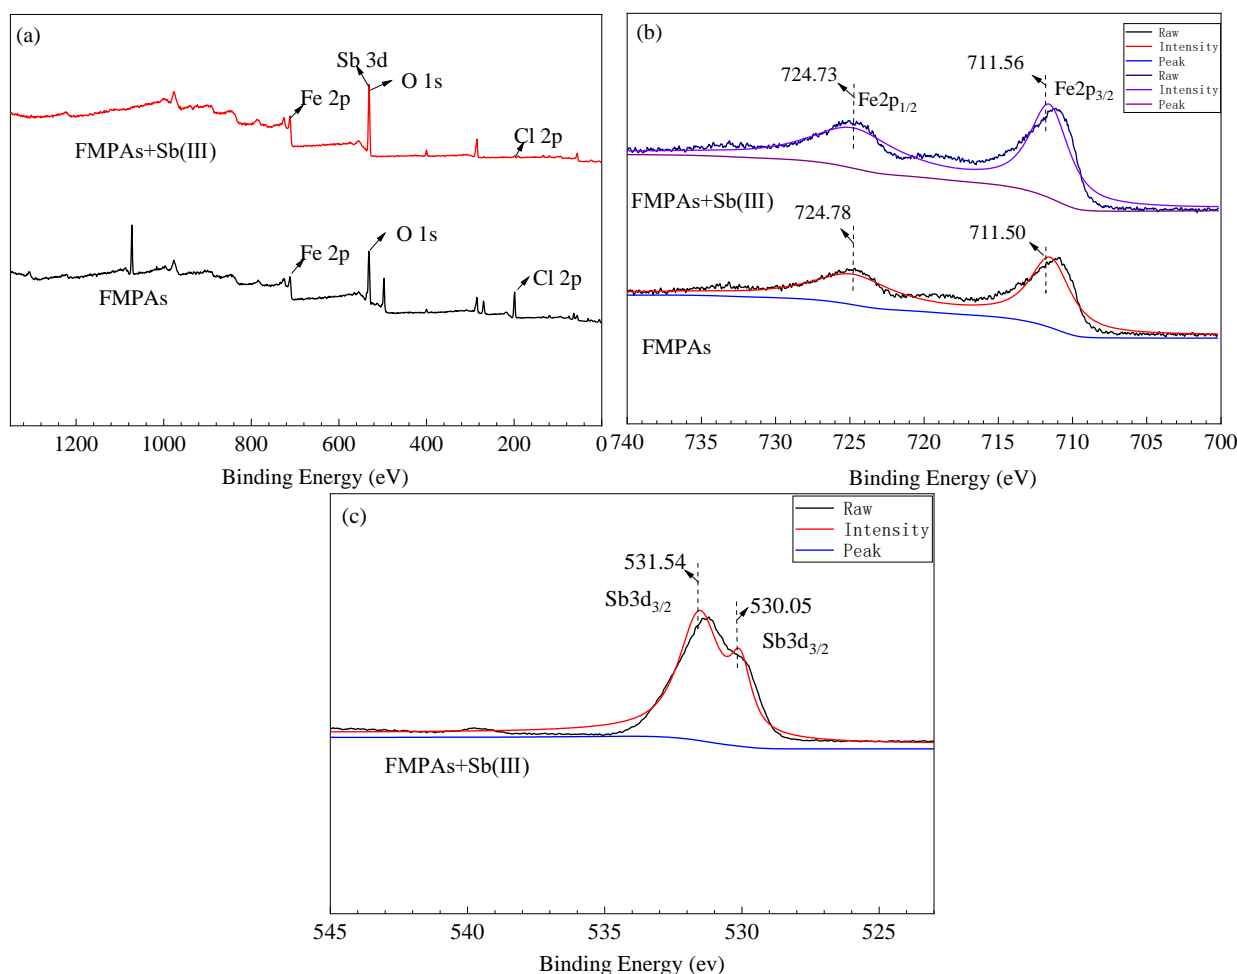 (a)
Sb 3d
O 1s
Fe 2p
Cl 2p
FMPAs+Sb(III)
O 1s
Fe 2p
Cl 2p
FMPAs
1200 1000 800 600 400 200 0
Binding Energy (eV)
(b)
Raw
Intensity
Peak
Raw
Intensity
Peak
724.73
711.56
Fe2p1/2
Fe2p3/2
FMPAs+Sb(III)
724.78
711.50
FMPAs
740 735 730 725 720 715 710 705 700
Binding Energy (eV)
(c)
Raw
Intensity
Peak
531.54
Sb3d3/2
530.05
Sb3d3/2
FMPAs+Sb(III)
545 540 535 530 525
Binding Energy (ev)